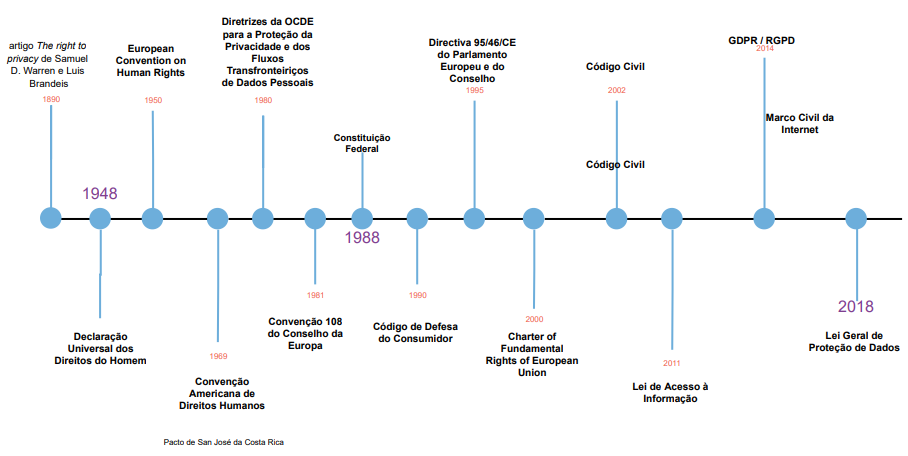 artigo The right to
privacy de Samuel
D. Warren e Luis
Brandeis
1890
1948
Declaração
Universal dos
Direitos do Homem
European
Convention on
Human Rights
1950
1969
Convenção
Americana de
Direitos Humanos
Pacto de San José da Costa Rica
Diretrizes da OCDE
para a Proteção da
Privacidade e dos
Fluxos
Transfronteiriços
de Dados Pessoais
1980
1981
Convenção 108
do Conselho da
Europa
Constituição
Federal
1988
1990
Código de Defesa
do Consumidor
Directiva 95/46/CE
do Parlamento
Europeu e do
Conselho
1995
2000
Charter of
Fundamental
Rights of European
Union
Código Civil
2002
Código Civil
2011
Lei de Acesso à
Informação
GDPR / RGPD
2014
Marco Civil da
Internet
2018
Lei Geral de
Proteção de Dados